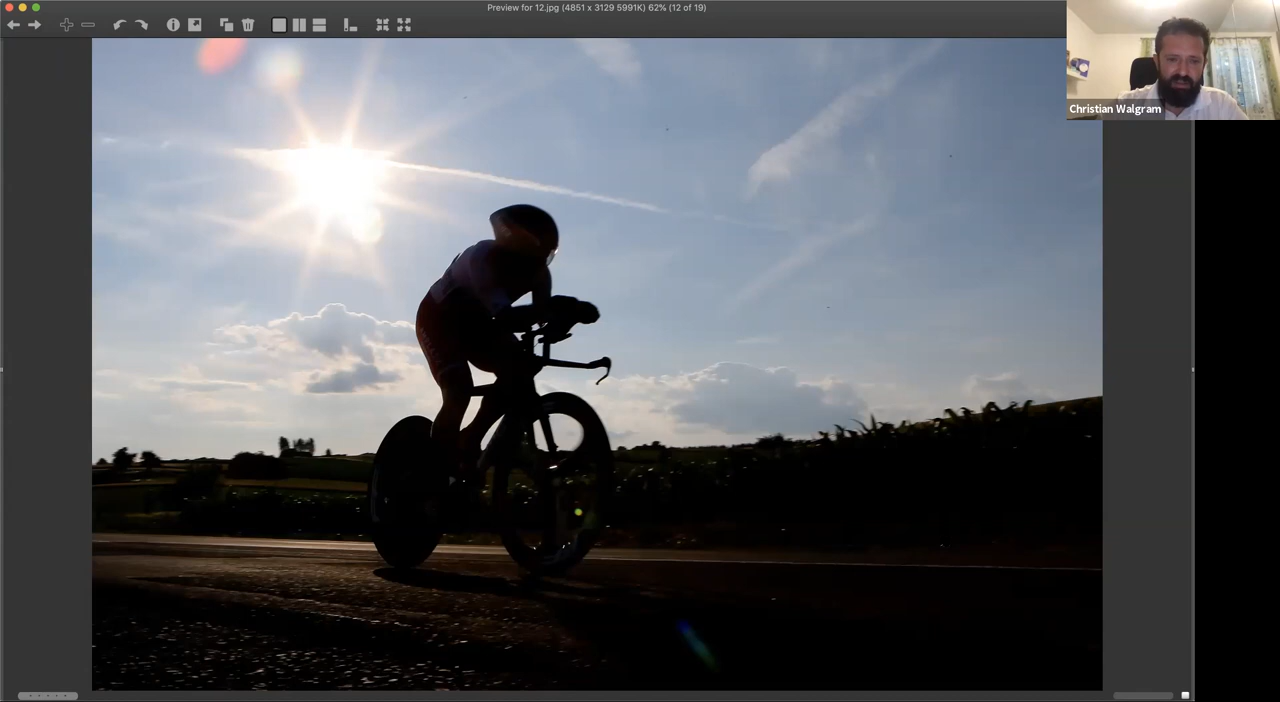 Preview for 12.jpg (4851 x 3129 5991K) 62% (12 of 19)
Christian Walgram